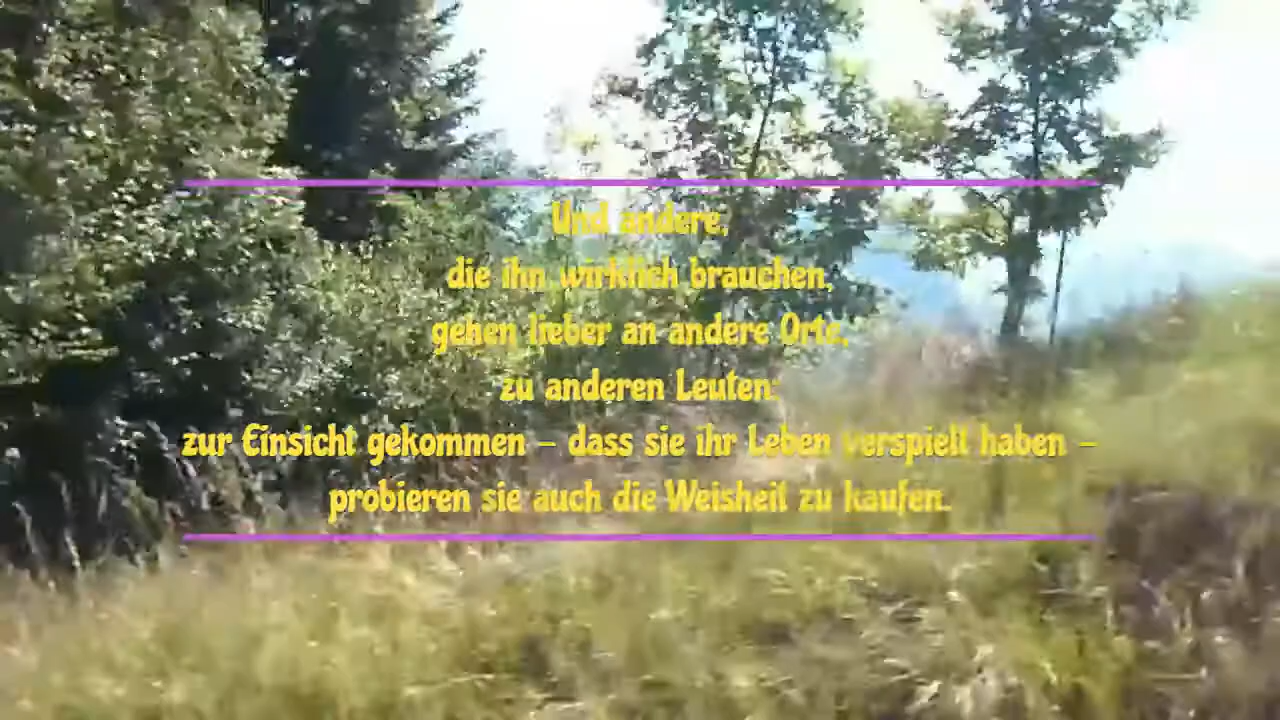 Und andere,
die ihn wirklich brauchen,
gehen lieber an andere Orte,
zu anderen Leuten:
zur Einsicht gekommen – dass sie ihr Leben verspielt haben –
probieren sie auch die Weisheit zu kaufen.